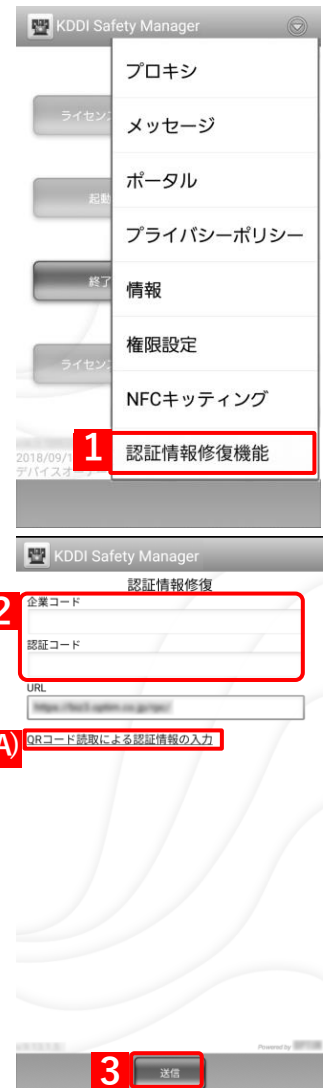 KDDI Safety Manager
プロキシ
ライセン
メッセージ
ポータル
起動
プライバシーポリシー
終了
情報
権限設定
ライセン
NFCキッティング
1
認証情報修復機能
2018/09/1
デバイスオーナー
KDDI Safety Manager
認証情報修復
2
企業コード
認証コード
URL
A)
QRコード読取による認証情報の入力
Powered by
3
送信